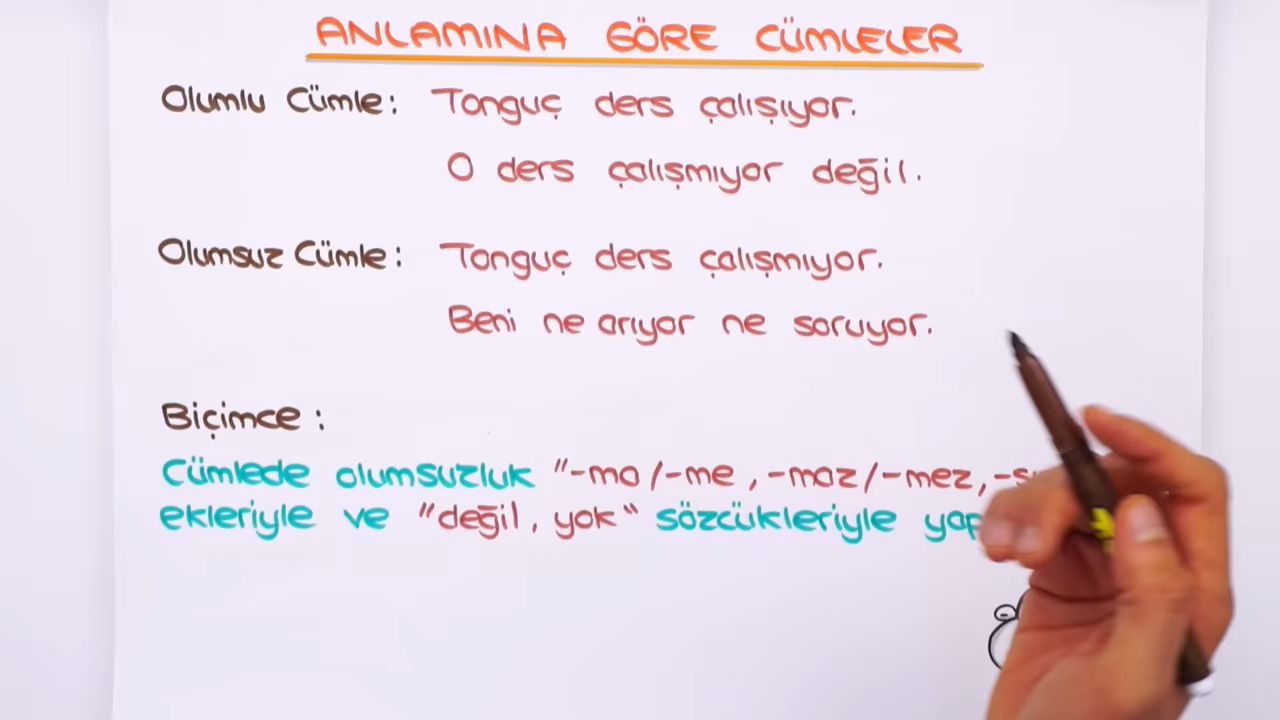 ANLAMINA GÖRE CÜMLELER
Olumlu Cümle: Tonguç ders çalışıyor.
O ders çalışmıyor değil.
Olumsuz Cümle: Tonguç ders çalışmıyor.
Beni ne arıyor ne soruyor.
Biçimce:
Cümlede olumsuzluk "-ma/-me, -maz/-mez,
ekleriyle ve "değil, yok" sözcükleriyle